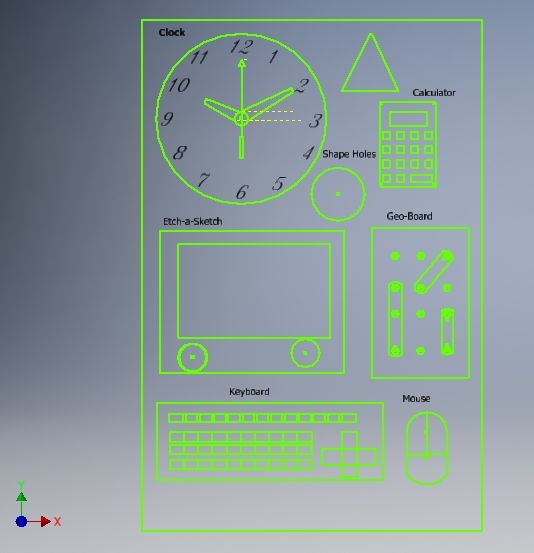 Clock
12
11
1
10
2
9
3
8
4
7
5
6
Calculator
Shape Holes
Etch-a-Sketch
Geo-Board
Keyboard
Mouse
Y
X